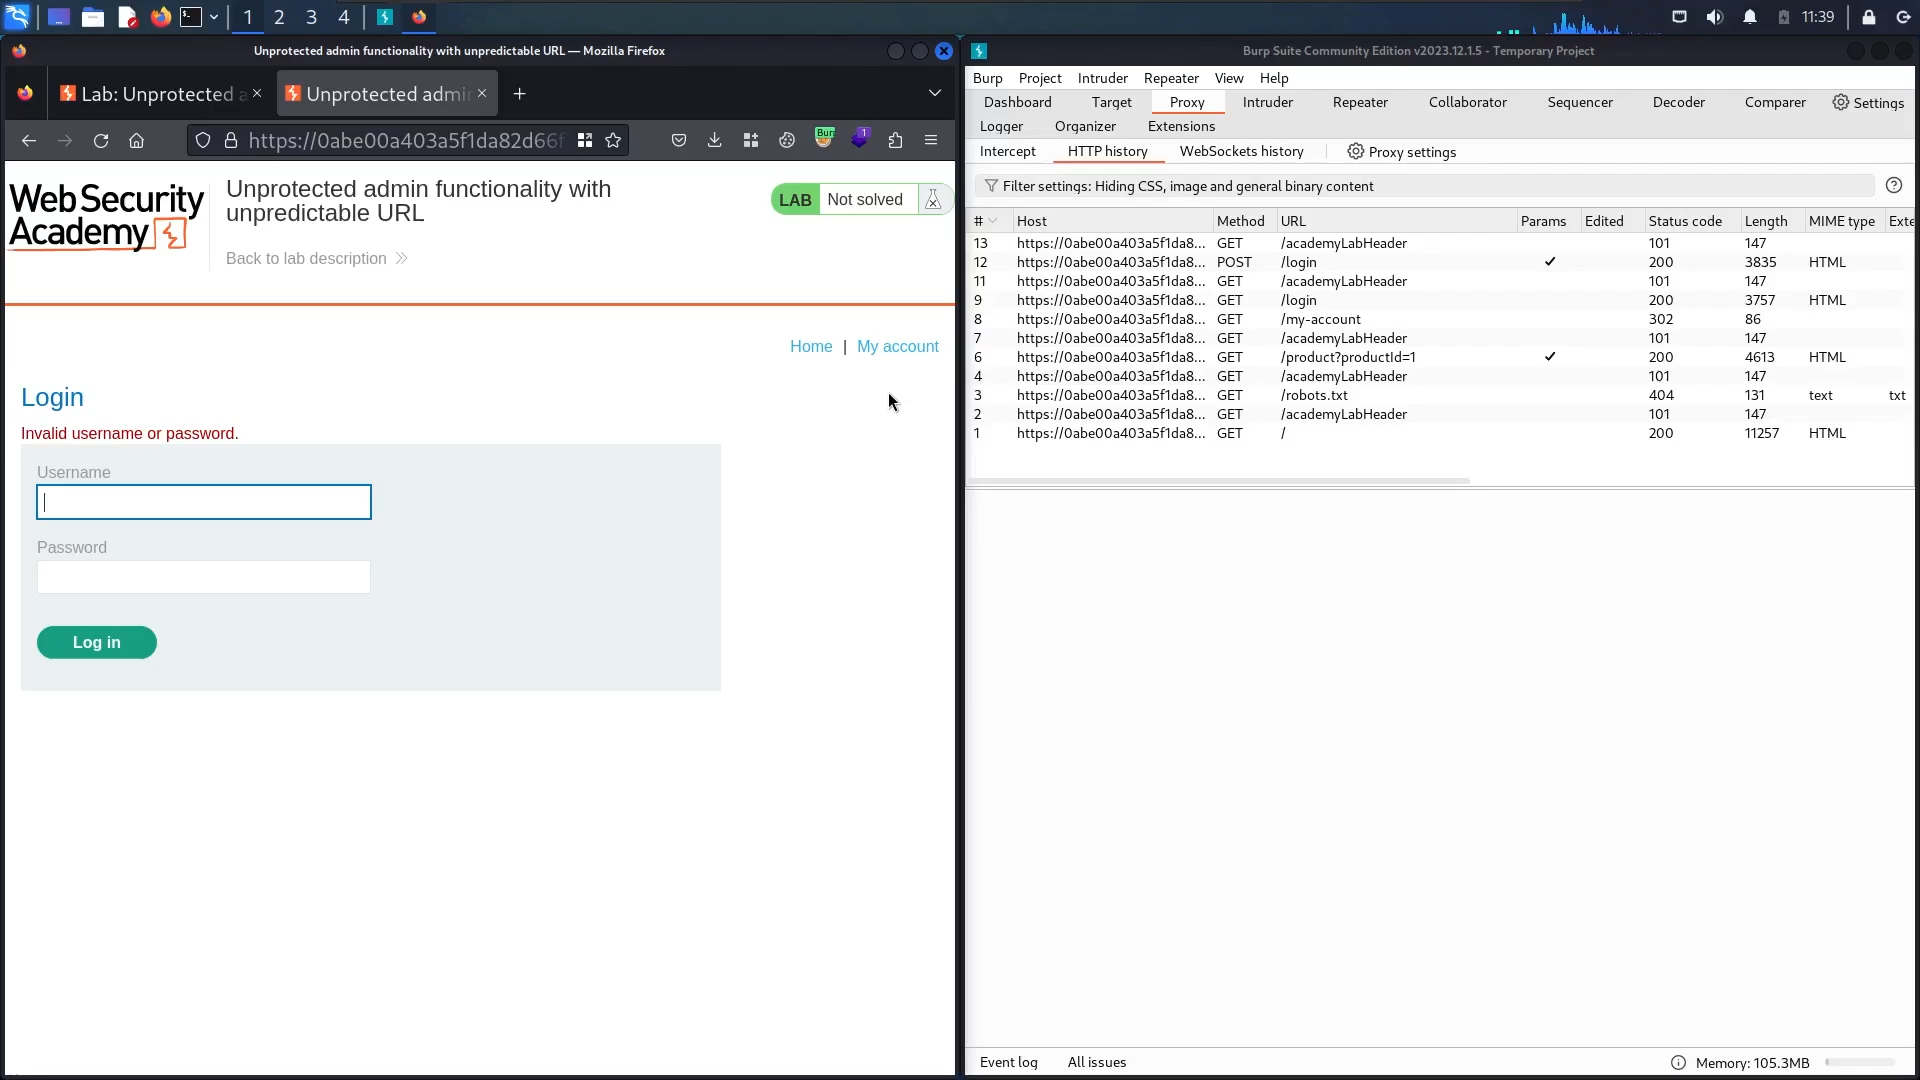 1 2 3 4
11:39
Unprotected admin functionality with unpredictable URL — Mozilla Firefox
Lab: Unprotected a
Unprotected admin
https://0abe00a403a5f1da82d66f
Burp
1
Web Security
Academy
Unprotected admin functionality with
unpredictable URL
Back to lab description
LAB Not solved
Home | My account
Login
Invalid username or password.
Username
Password
Log in
Burp Suite Community Edition v2023.12.1.5 - Temporary Project
Burp Project Intruder Repeater View Help
Dashboard Target Proxy Intruder Repeater Collaborator Sequencer Decoder Comparer Settings
Logger Organizer Extensions
Intercept HTTP history WebSockets history Proxy settings
Filter settings: Hiding CSS, image and general binary content
# Host Method URL Params Edited Status code Length MIME type Exte
13 https://0abe00a403a5f1da8... GET /academyLabHeader 101 147
12 https://0abe00a403a5f1da8... POST /login ✓ 200 3835 HTML
11 https://0abe00a403a5f1da8... GET /academyLabHeader 101 147
9 https://0abe00a403a5f1da8... GET /login 200 3757 HTML
8 https://0abe00a403a5f1da8... GET /my-account 302 86
7 https://0abe00a403a5f1da8... GET /academyLabHeader 101 147
6 https://0abe00a403a5f1da8... GET /product?productId=1 ✓ 200 4613 HTML
4 https://0abe00a403a5f1da8... GET /academyLabHeader 101 147
3 https://0abe00a403a5f1da8... GET /robots.txt 404 131 text txt
2 https://0abe00a403a5f1da8... GET /academyLabHeader 101 147
1 https://0abe00a403a5f1da8... GET / 200 11257 HTML
Event log All issues
Memory: 105.3MB